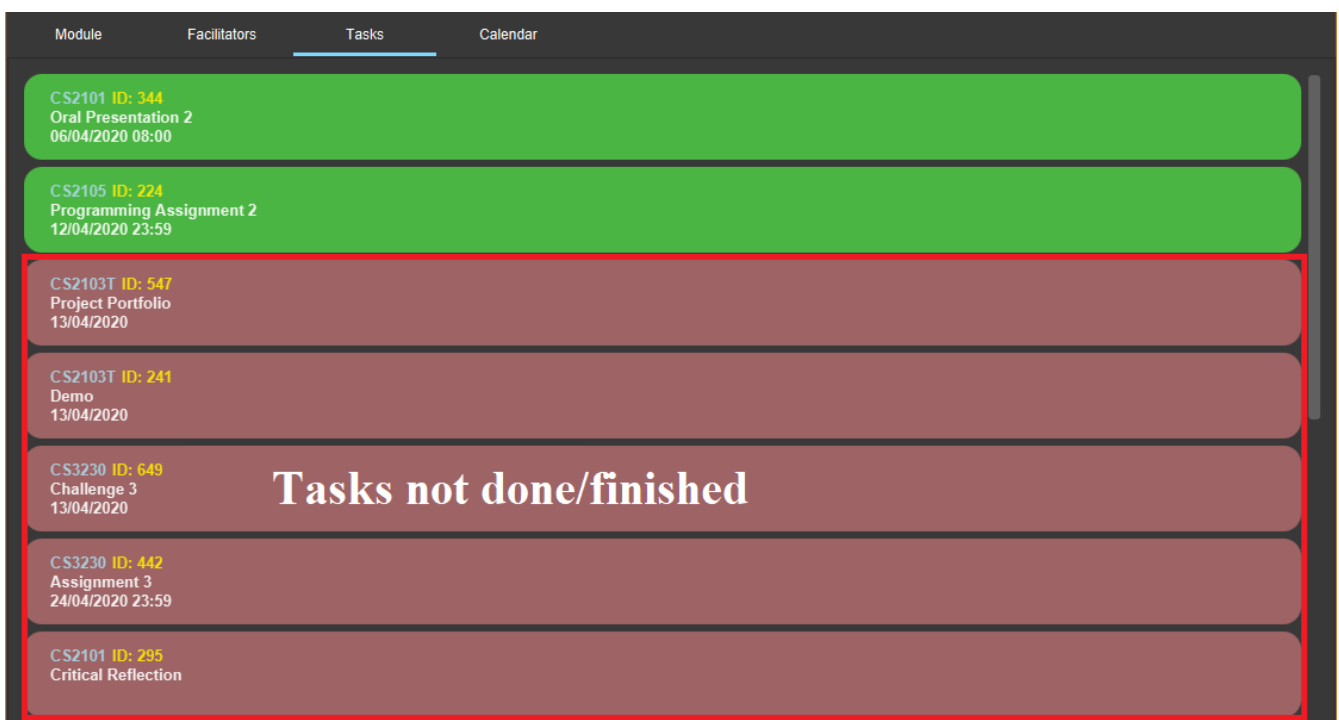 Module Facilitators Tasks Calendar
CS2101 ID: 344
Oral Presentation 2
06/04/2020 08:00
CS2105 ID: 224
Programming Assignment 2
12/04/2020 23:59
CS2103T ID: 547
Project Portfolio
13/04/2020
CS2103T ID: 241
Demo
13/04/2020
CS3230 ID: 649
Challenge 3
13/04/2020
Tasks not done/finished
CS3230 ID: 442
Assignment 3
24/04/2020 23:59
CS2101 ID: 295
Critical Reflection